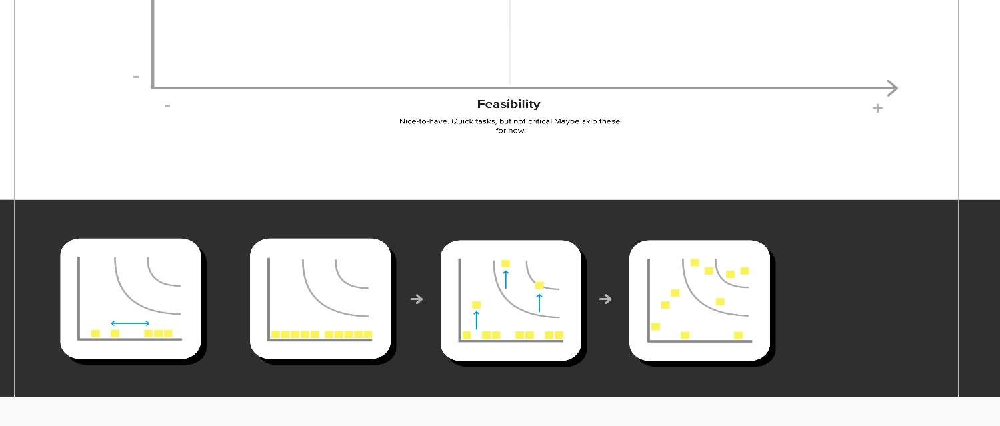 -
-
Feasibility
+
Nice-to-have. Quick tasks, but not critical.Maybe skip these
for now.